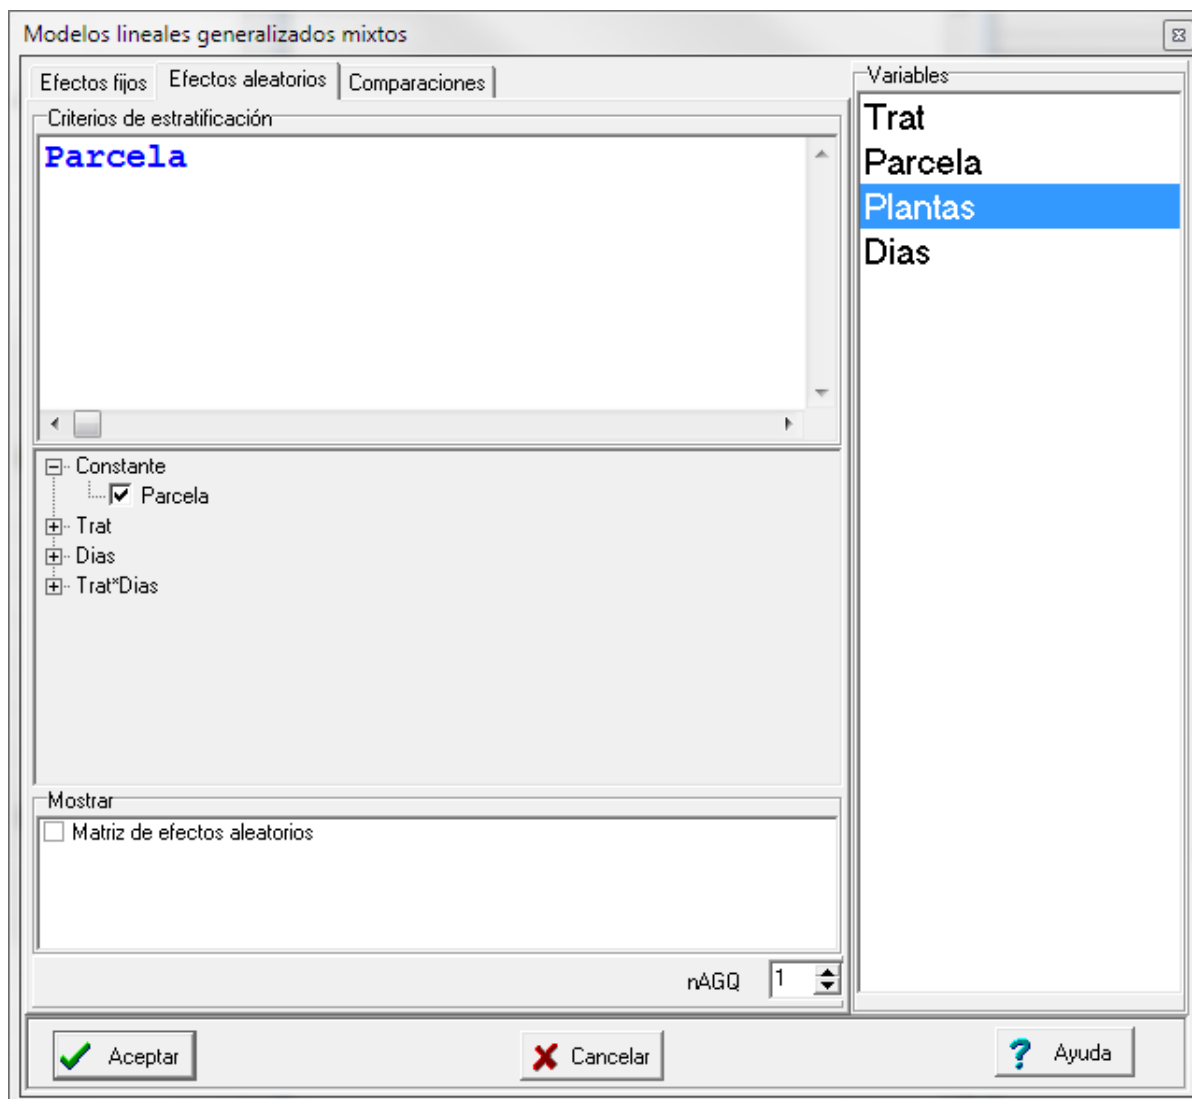 Modelos lineales generalizados mixtos
Efectos fijos Efectos aleatorios Comparaciones
Criterios de estratificación
Parcela
Constante
Parcela
Trat
Dias
Trat*Dias
Mostrar
Matriz de efectos aleatorios
nAGQ 1
Variables
Trat
Parcela
Plantas
Dias
Aceptar Cancelar Ayuda